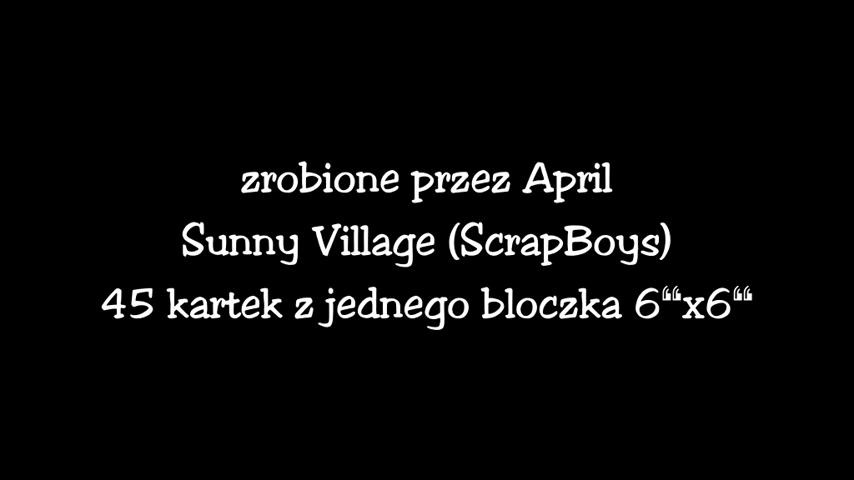 zrobione przez April
Sunny Village (ScrapBoys)
45 kartek z jednego bloczka 6“x6“